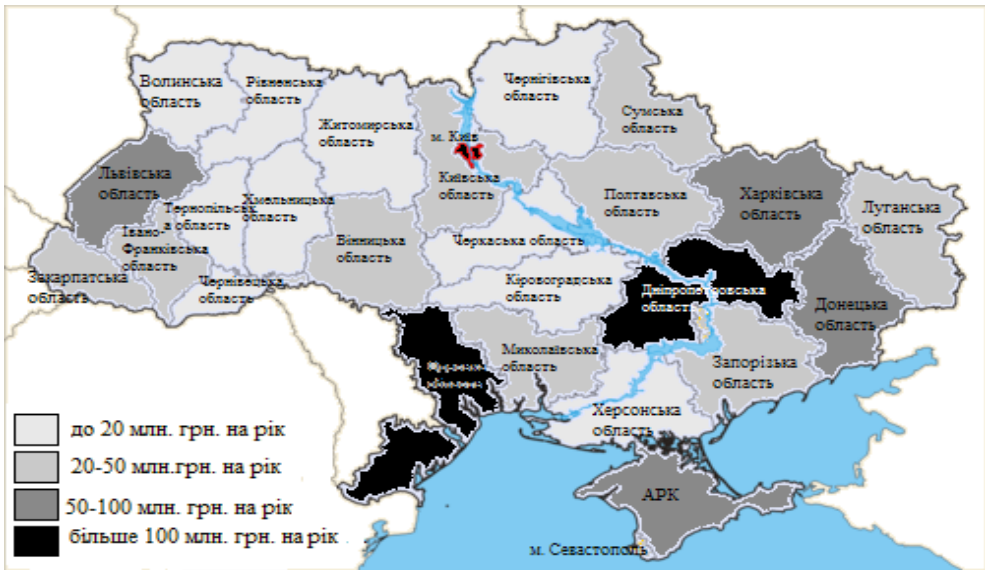 Волинська
область
Рівненська
область
Житомирська
область
Чернігівська
область
Сумська
область
м. Київ
Київська
область
Львівська
область
Тернопільськ
а область
Хмельницька
область
Івано-
Франківська
область
Закарпатська
область
Чернівецька
область
Вінницька
область
Черкаська область
Полтавська
область
Харківська
область
Луганська
область
Кіровоградська
область
Дніпропетровська
область
Донецька
область
Миколаївська
область
Запорізька
область
Херсонська
область
АРК
м. Севастополь
до 20 млн. грн. на рік
20-50 млн.грн. на рік
50-100 млн. грн. на рік
більше 100 млн. грн. на рік